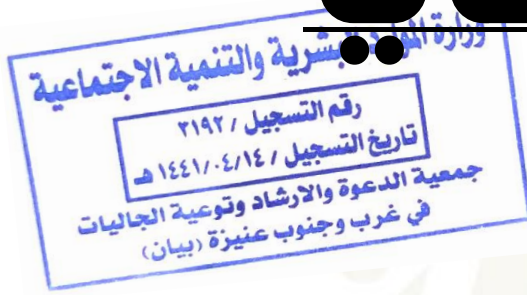 وزارة الموارد البشرية والتنمية الاجتماعية
رقم التسجيل / ٣١٩٢
تاريخ التسجيل / ١٤٤١/٠٤/١٤ هـ
جمعية الدعوة والارشاد وتوعية الجاليات
في غرب وجنوب عنيزة (بيان)